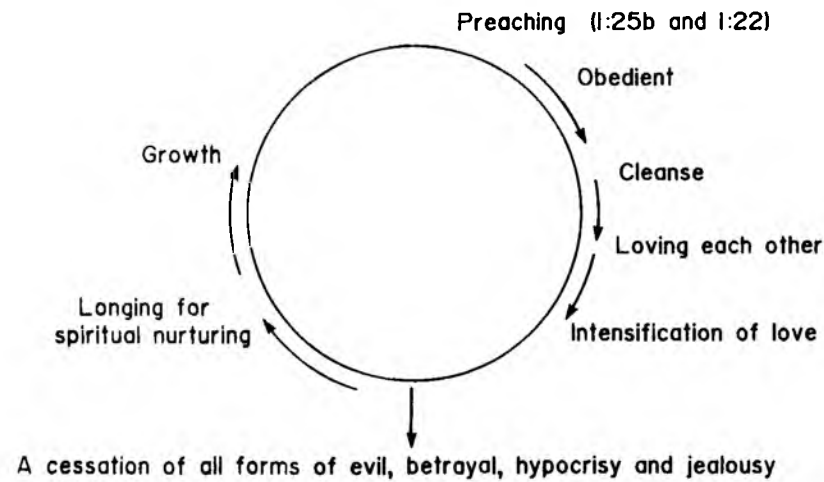 Preaching (1:25b and 1:22)
Obedient
Cleanse
Loving each other
Intensification of love
A cessation of all forms of evil, betrayal, hypocrisy and jealousy
Longing for
spiritual nurturing
Growth